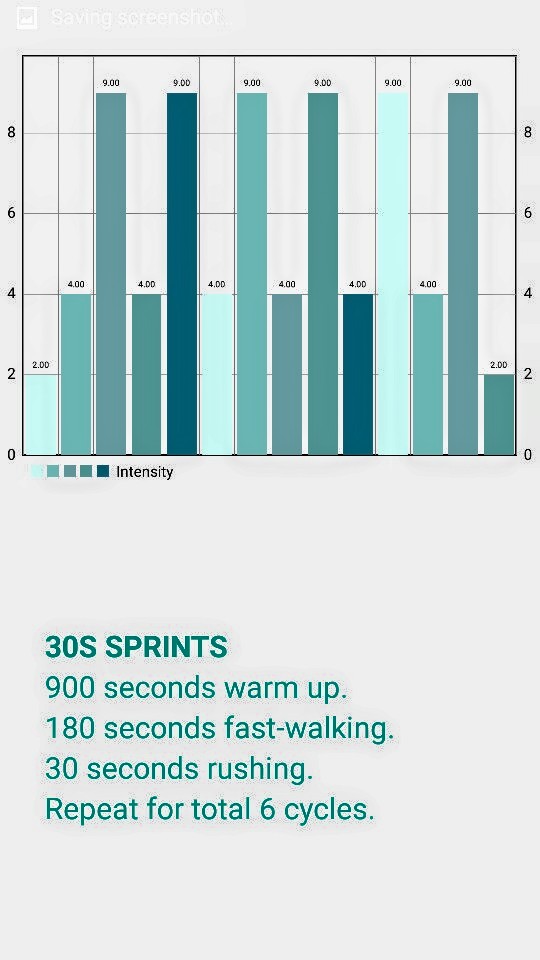 Saving screenshot...
9.00 9.00 9.00 9.00 9.00 9.00
8 8
6 6
4.00 4.00 4.00 4.00 4.00 4.00
4 4
2.00 2.00
2 2
0 0
Intensity
30S SPRINTS
900 seconds warm up.
180 seconds fast-walking.
30 seconds rushing.
Repeat for total 6 cycles.